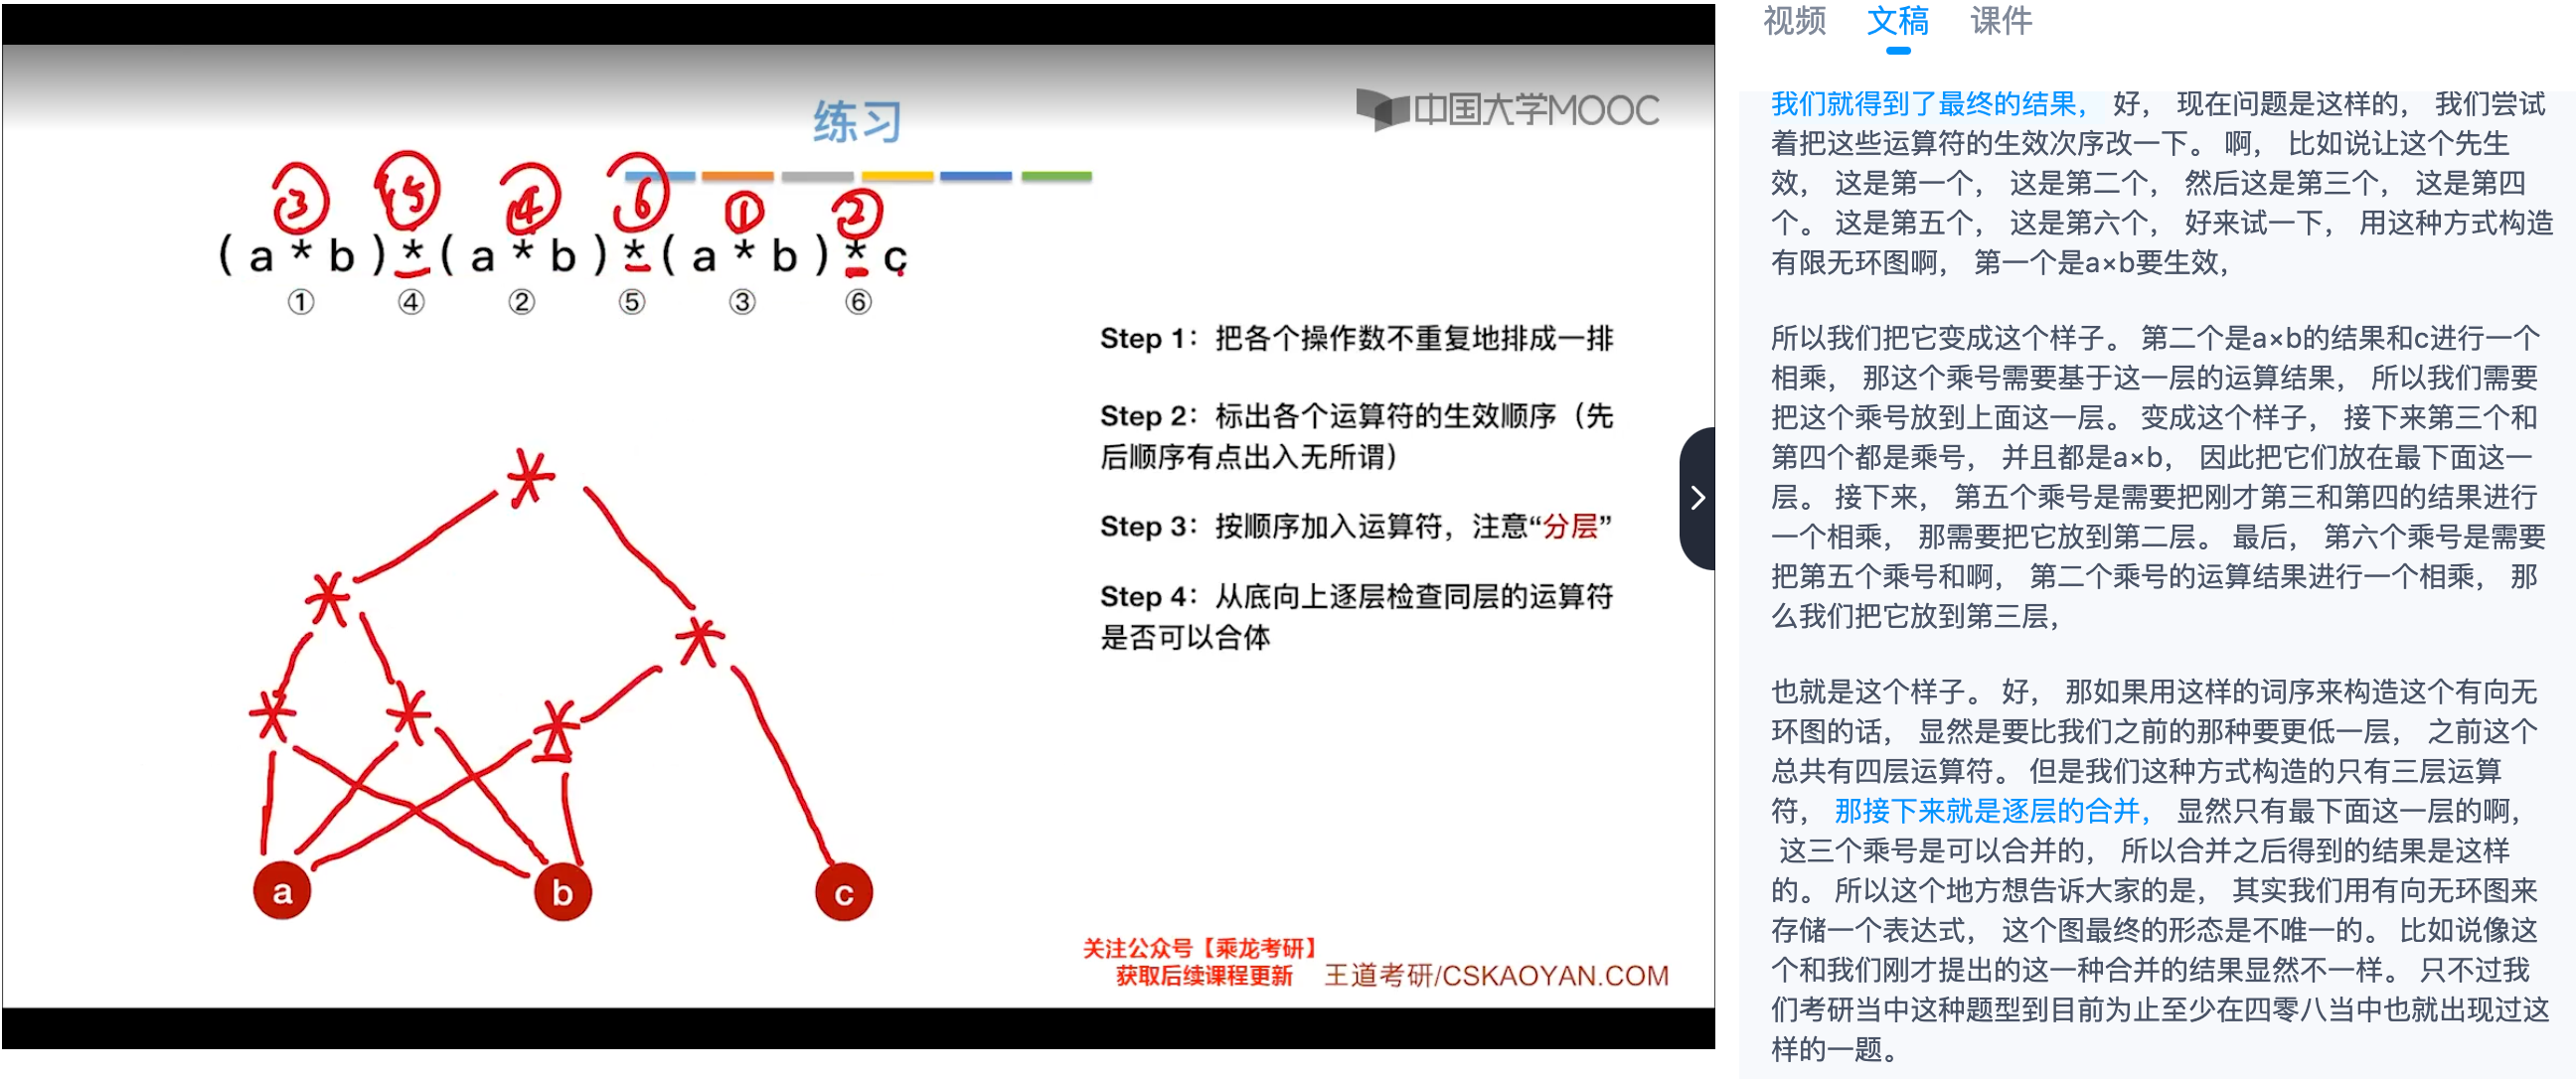 练习
中国大学MOOC
③ ⑤ ④ ⑥ ① ②
( a * b ) * ( a * b ) * ( a * b ) * c
① ④ ② ⑤ ③ ⑥
Step 1：把各个操作数不重复地排成一排
Step 2：标出各个运算符的生效顺序（先
后顺序有点出入无所谓）
Step 3：按顺序加入运算符，注意“分层”
Step 4：从底向上逐层检查同层的运算符
是否可以合体
*
* *
* * *
a b c
关注公众号【乘龙考研】
获取后续课程更新
王道考研/CSKAOYAN.COM
视频 文稿 课件
我们就得到了最终的结果， 好， 现在问题是这样的， 我们尝试
着把这些运算符的生效次序改一下。 啊， 比如说让这个先生
效， 这是第一个， 这是第二个， 然后这是第三个， 这是第四
个。 这是第五个， 这是第六个， 好来试一下， 用这种方式构造
有限无环图啊， 第一个是a×b要生效，
所以我们把它变成这个样子。 第二个是a×b的结果和c进行一个
相乘， 那这个乘号需要基于这一层的运算结果， 所以我们需要
把这个乘号放到上面这一层。 变成这个样子， 接下来第三个和
第四个都是乘号， 并且都是a×b， 因此把它们放在最下面这一
层。 接下来， 第五个乘号是需要把刚才第三和第四的结果进行
一个相乘， 那需要把它放到第二层。 最后， 第六个乘号是需要
把第五个乘号和啊， 第二个乘号的运算结果进行一个相乘， 那
么我们把它放到第三层，
也就是这个样子。 好， 那如果用这样的词序来构造这个有向无
环图的话， 显然是要比我们之前的那种要更低一层， 之前这个
总共有四层运算符。 但是我们这种方式构造的只有三层运算
符， 那接下来就是逐层的合并， 显然只有最下面这一层的啊，
这三个乘号是可以合并的， 所以合并之后得到的结果是这样
的。 所以这个地方想告诉大家的是， 其实我们用有向无环图来
存储一个表达式， 这个图最终的形态是不唯一的。 比如说像这
个和我们刚才提出的这一种合并的结果显然不一样。 只不过我
们考研当中这种题型到目前为止至少在四零八当中也就出现过这
样的一题。